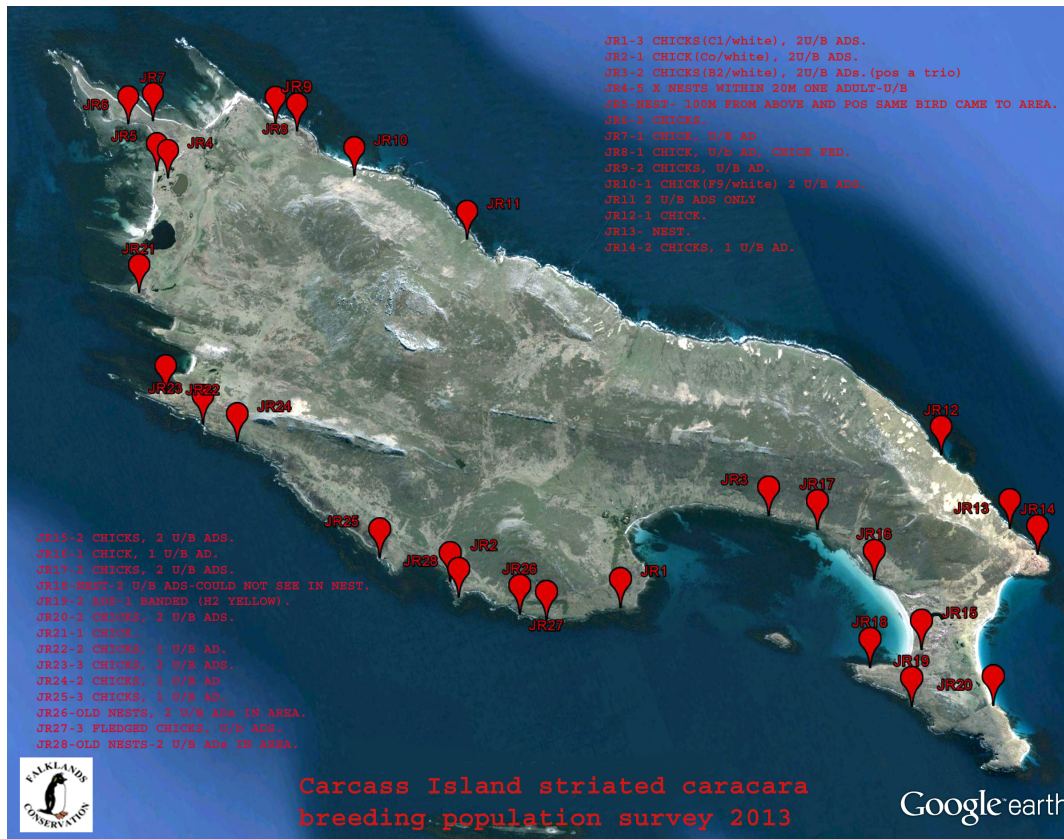 JR1-3 CHICKS(C1/white), 2U/B ADS.
JR2-1 CHICK(Co/white), 2U/B ADS.
JR3-2 CHICKS(B2/white), 2U/B ADs.(pos a trio)
JR4-5 X NESTS WITHIN 20M ONE ADULT-U/B
JR5-NEST- 100M FROM ABOVE AND POS SAME BIRD CAME TO AREA.
JR6-2 CHICKS.
JR7-1 CHICK, U/B AD
JR8-1 CHICK, U/b AD, CHICK FED.
JR9-2 CHICKS, U/B AD.
JR10-1 CHICK(F9/white) 2 U/B ADS.
JR11 2 U/B ADS ONLY
JR12-1 CHICK.
JR13- NEST.
JR14-2 CHICKS, 1 U/B AD.
JR7
JR9
JR6
JR8
JR5
JR4
JR10
JR11
JR21
JR23
JR22
JR24
JR12
JR3
JR17
JR13
JR14
JR25
JR2
JR28
JR26
JR27
JR1
JR16
JR15
JR18
JR19
JR20
JR15-2 CHICKS, 2 U/B ADS.
JR16-1 CHICK, 1 U/B AD.
JR17-2 CHICKS, 2 U/B ADS.
JR18-NEST-2 U/B ADS-COULD NOT SEE IN NEST.
JR19-2 ADS-1 BANDED (H2 YELLOW).
JR20-2 CHICKS, 2 U/B ADS.
JR21-1 CHICK
JR22-2 CHICKS, 1 U/B AD.
JR23-3 CHICKS, 2 U/B ADS.
JR24-2 CHICKS, 1 U/B AD
JR25-3 CHICKS, 1 U/B AD
JR26-OLD NESTS, 2 U/B ADs IN AREA.
JR27-3 FLEDGED CHICKS, U/b ADS.
JR28-OLD NESTS-2 U/B ADs IN AREA.
FALKLANDS
CONSERVATION
Carcass Island striated caracara
breeding population survey 2013
Google earth